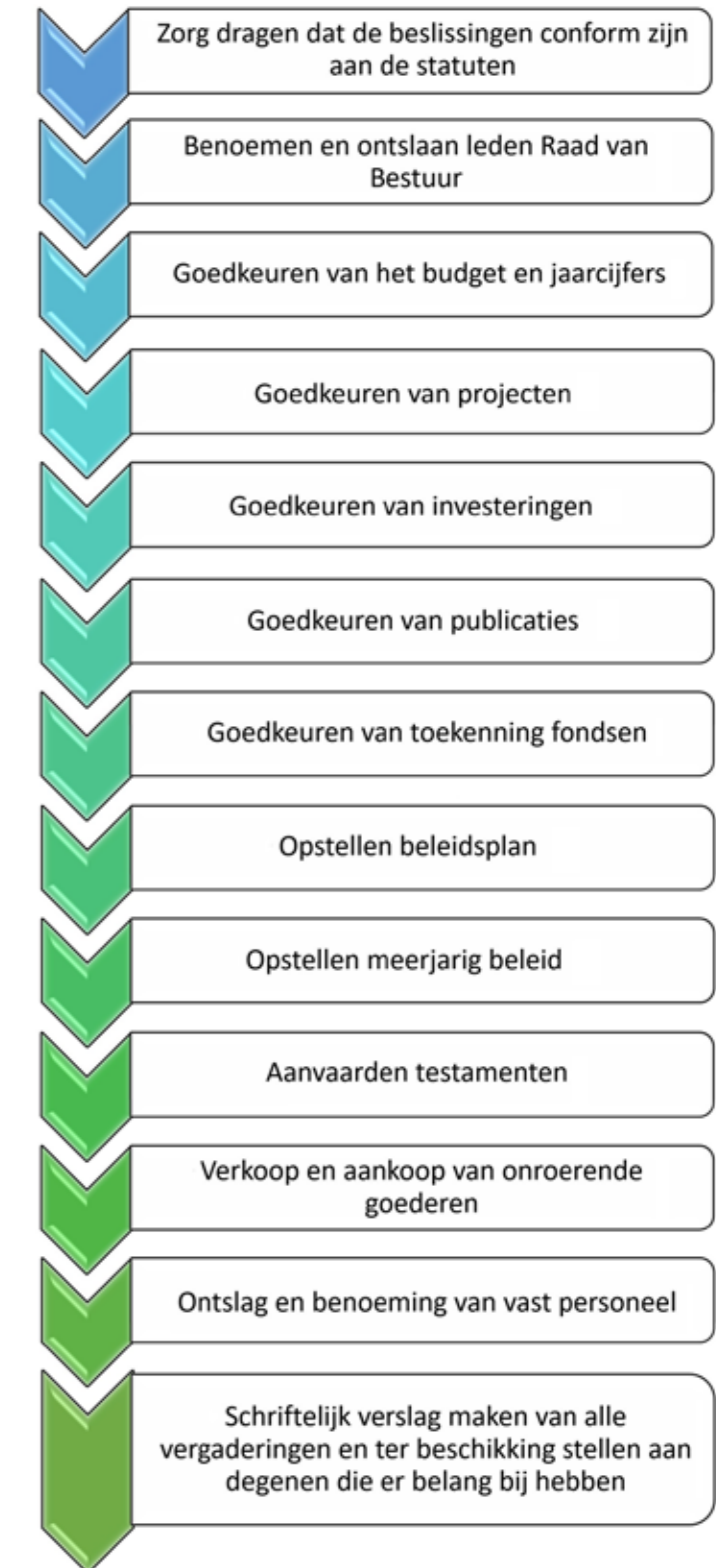 Zorg dragen dat de beslissingen conform zijn
aan de statuten
Benoemen en ontslaan leden Raad van
Bestuur
Goedkeuren van het budget en jaarcijfers
Goedkeuren van projecten
Goedkeuren van investeringen
Goedkeuren van publicaties
Goedkeuren van toekenning fondsen
Opstellen beleidsplan
Opstellen meerjarig beleid
Aanvaarden testamenten
Verkoop en aankoop van onroerende
goederen
Ontslag en benoeming van vast personeel
Schriftelijk verslag maken van alle
vergaderingen en ter beschikking stellen aan
degenen die er belang bij hebben